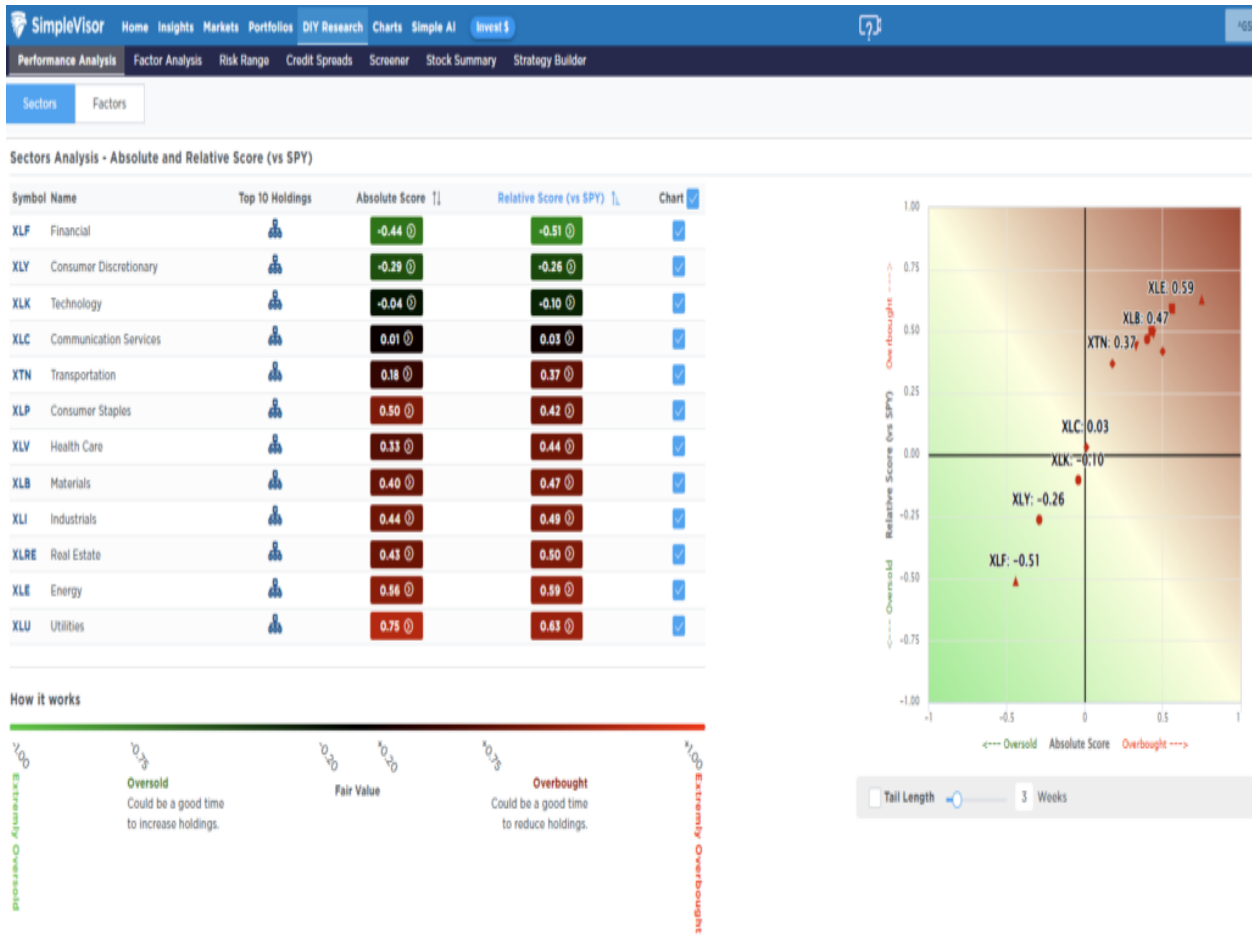 SimpleVisor Home Insights Markets Portfolios DIY Research Charts Simple AI Invest $
Performance Analysis Factor Analysis Risk Range Credit Spreads Screener Stock Summary Strategy Builder
Sectors Factors
Sectors Analysis - Absolute and Relative Score (vs SPY)
Symbol Name Top 10 Holdings Absolute Score Relative Score (vs SPY) Chart
XLF Financial -0.44 -0.51
XLY Consumer Discretionary -0.29 -0.26
XLK Technology -0.04 -0.10
XLC Communication Services 0.01 0.03
XTN Transportation 0.18 0.37
XLP Consumer Staples 0.50 0.42
XLV Health Care 0.33 0.44
XLB Materials 0.40 0.47
XLI Industrials 0.44 0.49
XLRE Real Estate 0.43 0.50
XLE Energy 0.56 0.59
XLU Utilities 0.75 0.63
How it works
-1.00 -0.75 -0.20 +0.20 +0.75 +1.00
Extremly Oversold
Oversold
Could be a good time
to increase holdings.
Fair Value
Overbought
Could be a good time
to reduce holdings.
Extremly Overbought
<--- Oversold Relative Score (vs SPY) Overbought --->
1.00
0.75
0.50
0.25
0.00
-0.25
-0.50
-0.75
-1.00
XLE: 0.59
XLB: 0.47
XTN: 0.37
XLC: 0.03
XLK: -0.10
XLY: -0.26
XLF: -0.51
-1 -0.5 0 0.5 1
<--- Oversold Absolute Score Overbought --->
Tail Length 3 Weeks